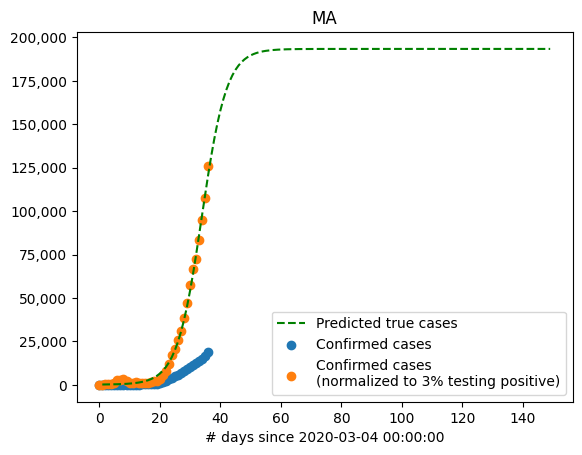 MA
200,000
175,000
150,000
125,000
100,000
75,000
50,000
25,000
0
Predicted true cases
Confirmed cases
Confirmed cases
(normalized to 3% testing positive)
0 20 40 60 80 100 120 140
# days since 2020-03-04 00:00:00